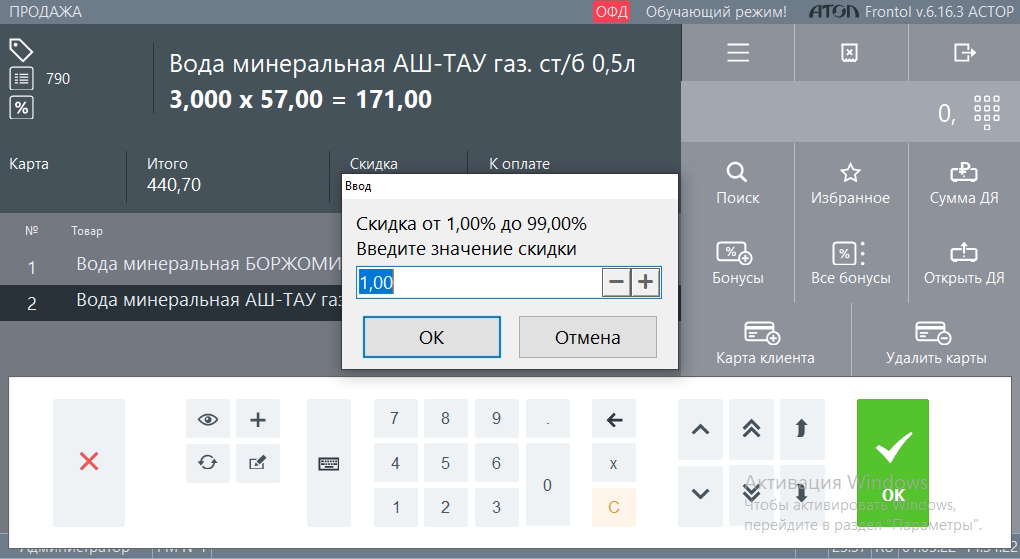 ПРОДАЖА
ОФД
Обучающий режим!
ATOL Frontol v.6.16.3 АСТОР
790
Вода минеральная АШ-ТАУ газ. ст/б 0,5л
3,000 x 57,00 = 171,00
0,
Карта
Итого
440,70
Скидка
К оплате
№
Товар
1
Вода минеральная БОРЖОМИ
2
Вода минеральная АШ-ТАУ газ
Ввод
Скидка от 1,00% до 99,00%
Введите значение скидки
1,00
ОК
Отмена
Поиск
Избранное
Сумма ДЯ
Бонусы
Все бонусы
Открыть ДЯ
Карта клиента
Удалить карты
7 8 9 .
4 5 6 0
1 2 3
x
C
ОК
Активация Windows
Чтобы активировать Windows,
перейдите в раздел "Параметры".
Администратор